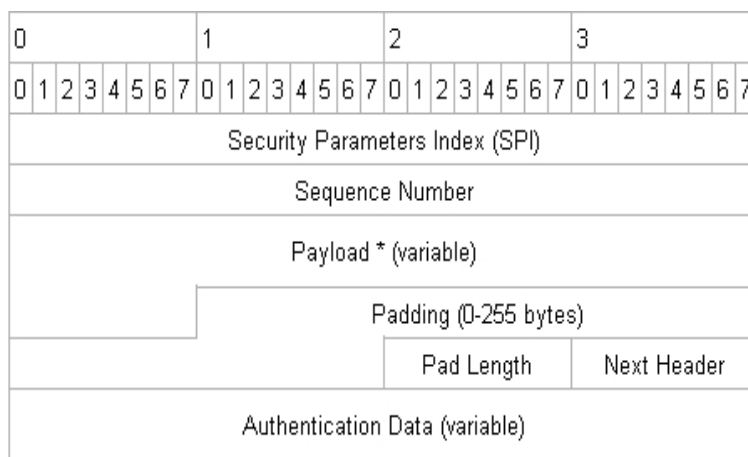 0 1 2 3
0 1 2 3 4 5 6 7 0 1 2 3 4 5 6 7 0 1 2 3 4 5 6 7 0 1 2 3 4 5 6 7
Security Parameters Index (SPI)
Sequence Number
Payload * (variable)
Padding (0-255 bytes)
Pad Length Next Header
Authentication Data (variable)